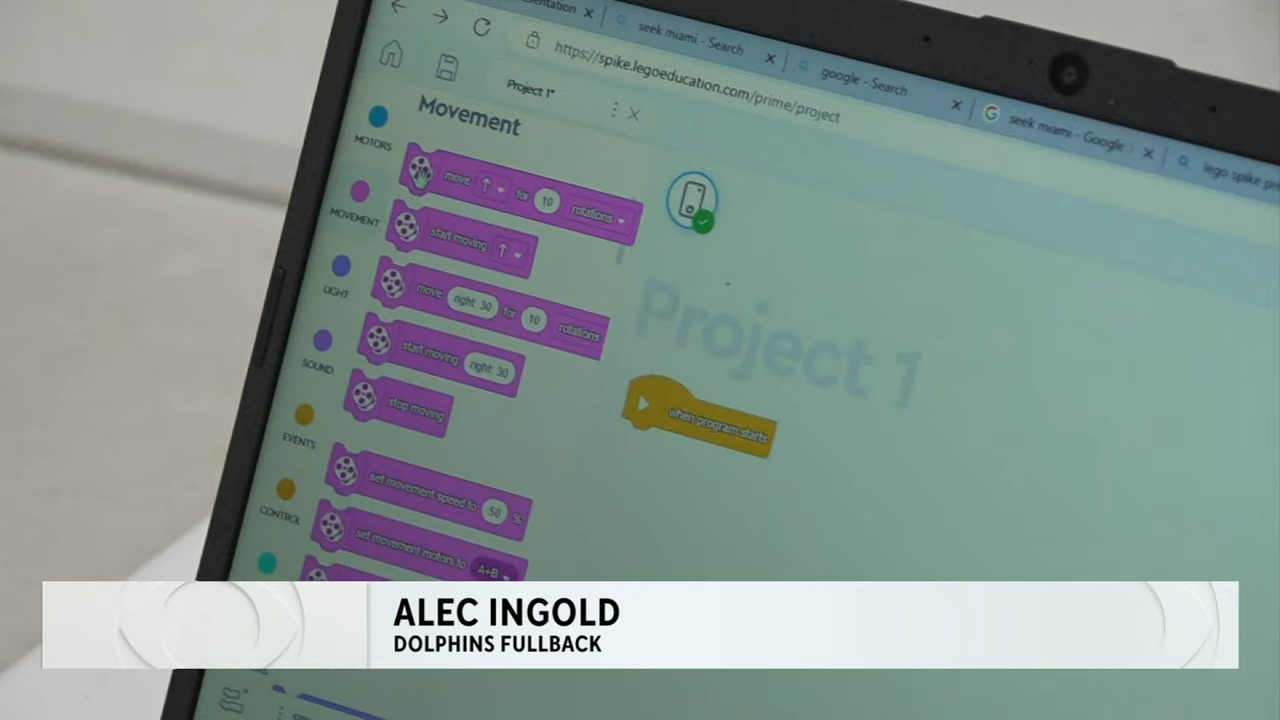 seek miami - Search
google - Search
seek miami - Google
https://spike.legoeducation.com/prime/project
Project 1*
Movement
MOTORS
MOVEMENT
LIGHT
SOUND
EVENTS
CONTROL
move for 10 rotations
start moving
move right 30 for 10 rotations
start moving right 30
stop moving
set movement speed to 50 %
set movement motors to A+B
Project 1
when program starts
ALEC INGOLD
DOLPHINS FULLBACK